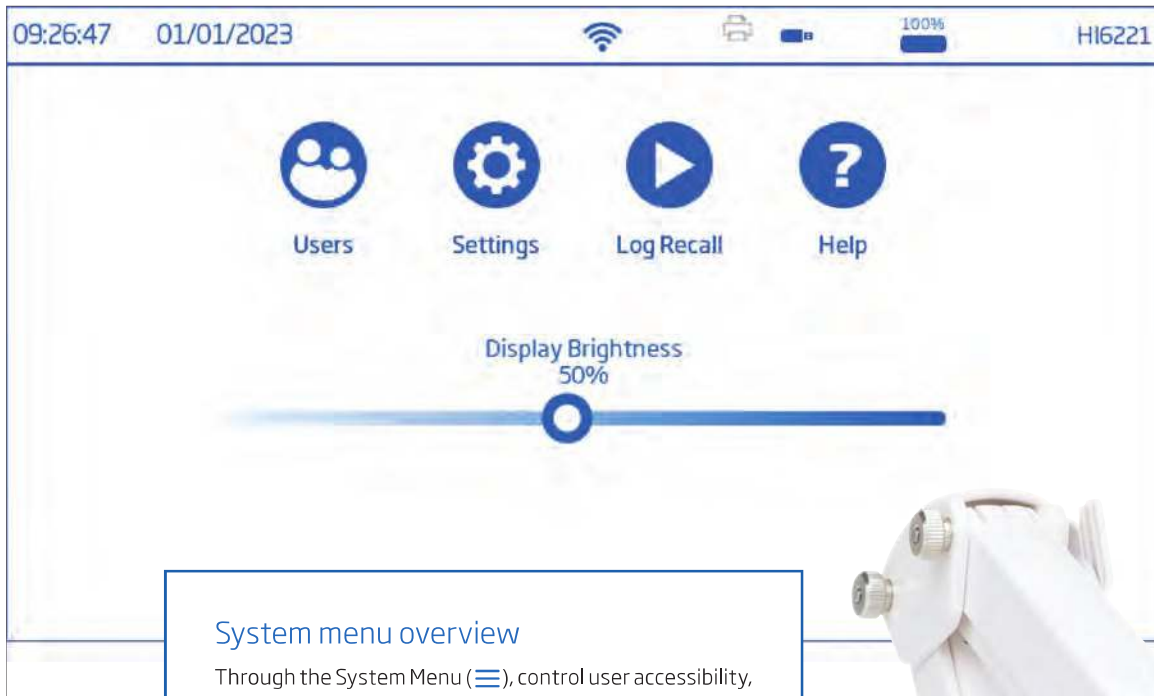 09:26:47 01/01/2023 100% HI6221
Users Settings Log Recall Help
Display Brightness
50%
System menu overview
Through the System Menu (☰), control user accessibility,